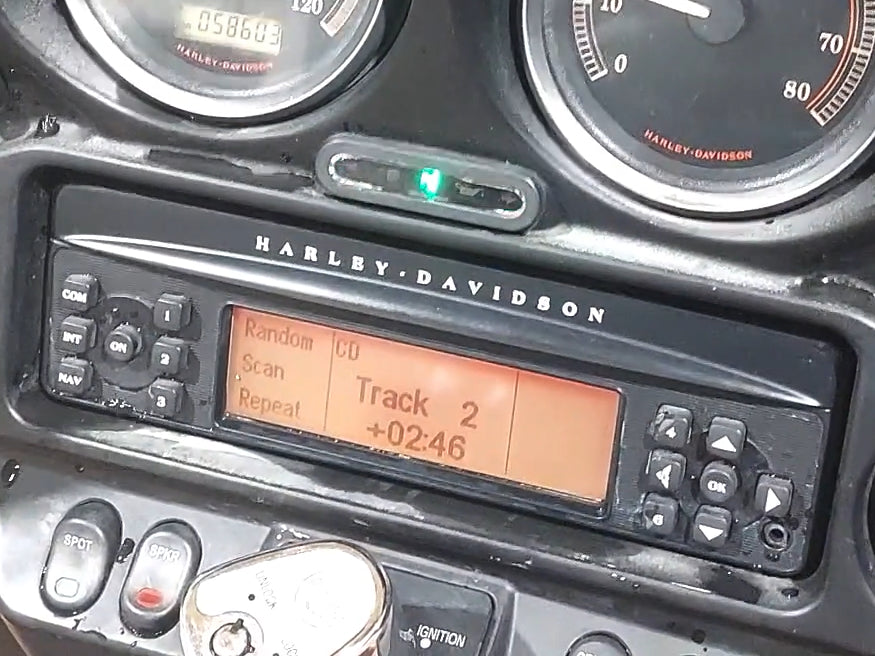 120
058603
HARLEY-DAVIDSON
10
0
70
80
HARLEY-DAVIDSON
HARLEY-DAVIDSON
COM
1
INT
ON
2
NAV
3
Random
CD
Scan
Track 2
Repeat
+02:46
4
OK
6
SPOT
SPKR
IGNITION